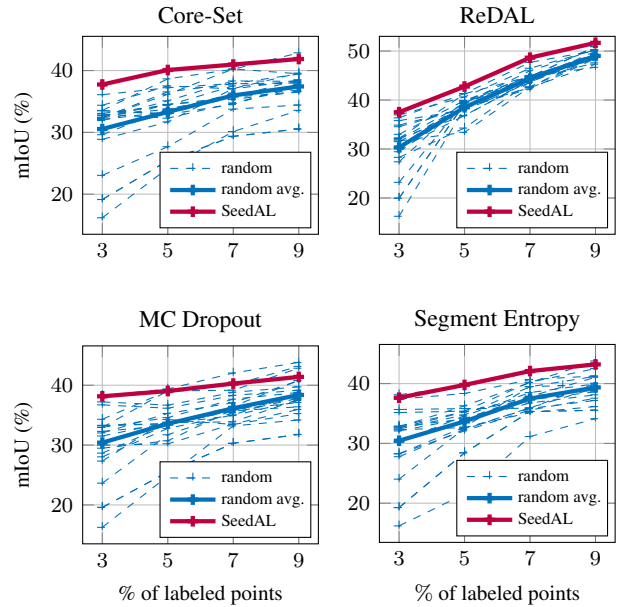 Core-Set
ReDAL
mIoU (%)
40
30
20
50
40
30
20
random
random avg.
SeedAL
random
random avg.
SeedAL
3 5 7 9
3 5 7 9
MC Dropout
Segment Entropy
mIoU (%)
40
30
20
40
30
20
random
random avg.
SeedAL
random
random avg.
SeedAL
3 5 7 9
3 5 7 9
% of labeled points
% of labeled points